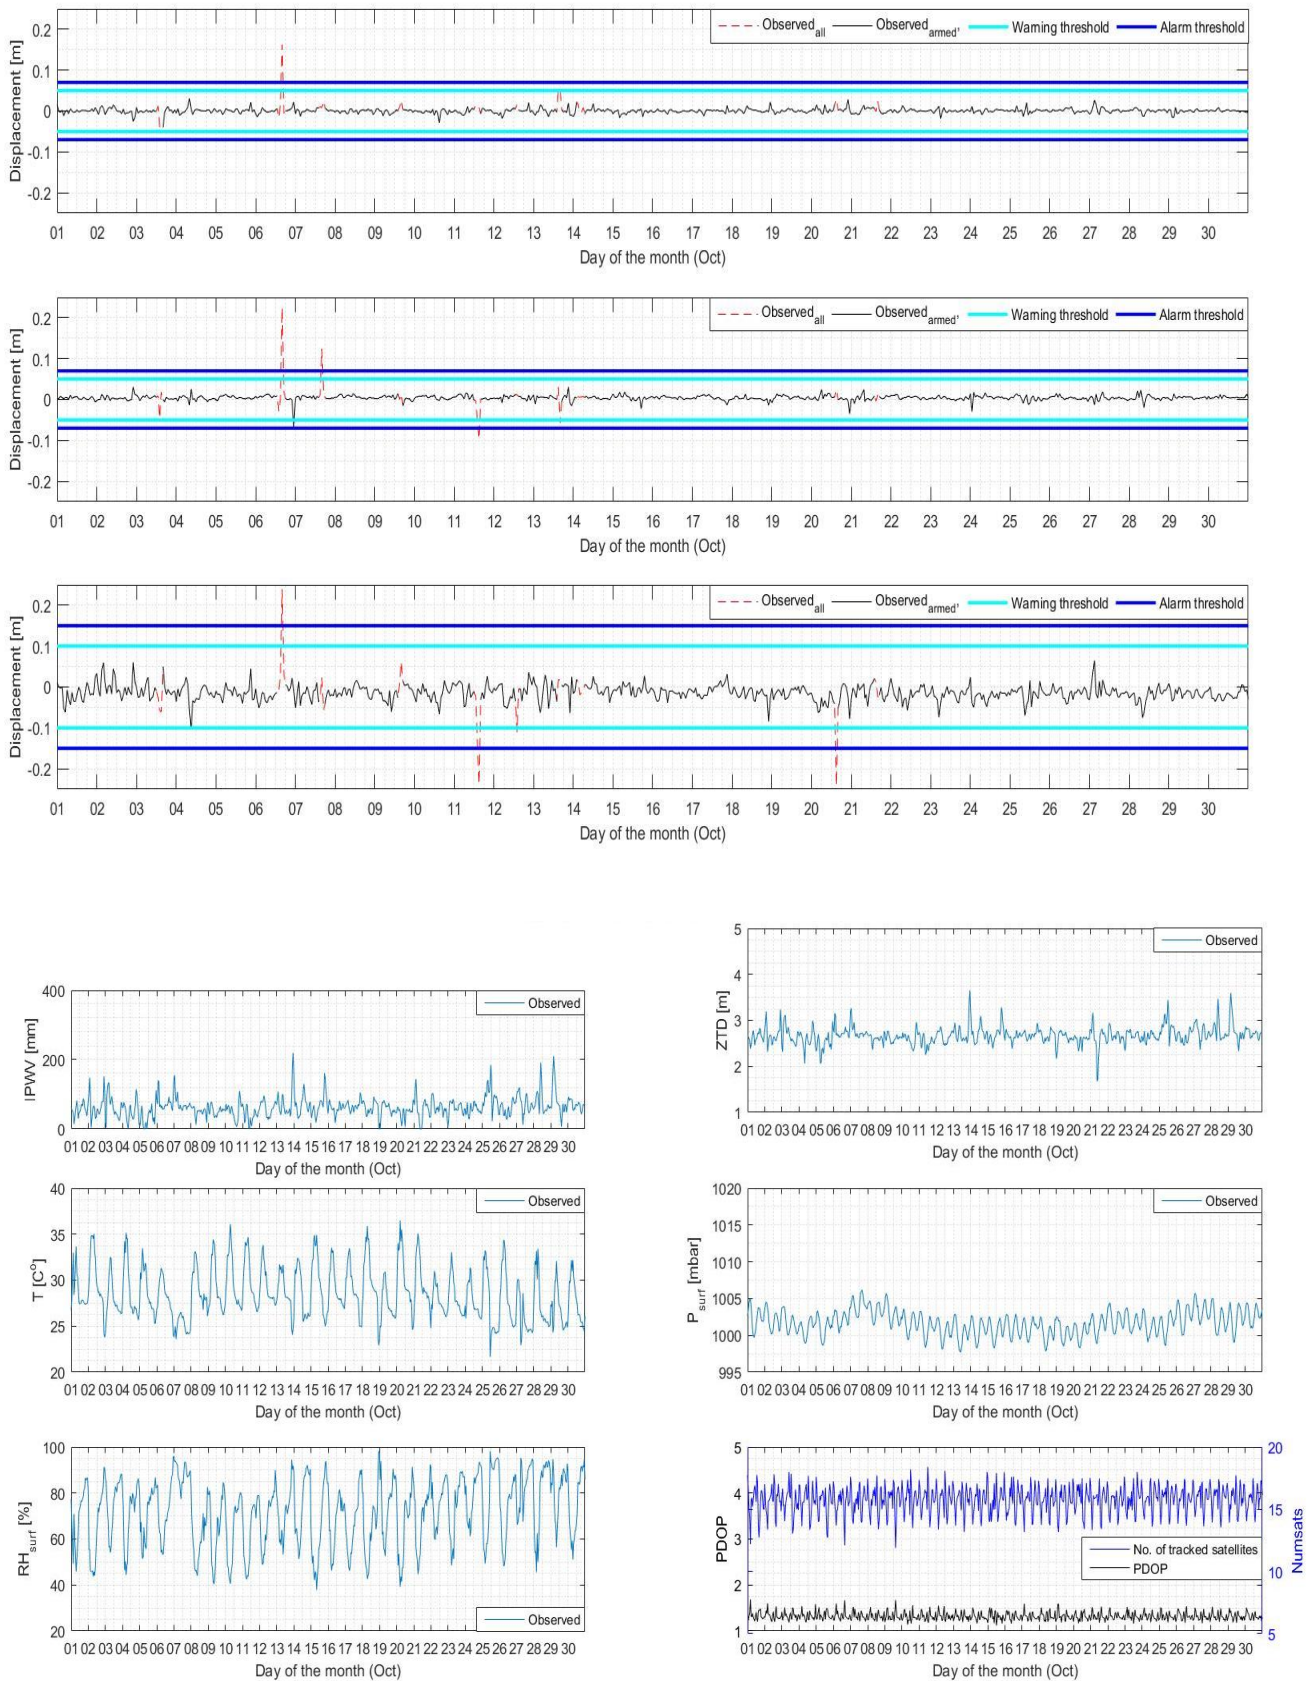 Observed all Observed armed, Warning threshold Alarm threshold
Displacement [m]
0.2
0.1
0
-0.1
-0.2
01 02 03 04 05 06 07 08 09 10 11 12 13 14 15 16 17 18 19 20 21 22 23 24 25 26 27 28 29 30
Day of the month (Oct)
Observed all Observed armed, Warning threshold Alarm threshold
Displacement [m]
0.2
0.1
0
-0.1
-0.2
01 02 03 04 05 06 07 08 09 10 11 12 13 14 15 16 17 18 19 20 21 22 23 24 25 26 27 28 29 30
Day of the month (Oct)
Observed all Observed armed, Warning threshold Alarm threshold
Displacement [m]
0.2
0.1
0
-0.1
-0.2
01 02 03 04 05 06 07 08 09 10 11 12 13 14 15 16 17 18 19 20 21 22 23 24 25 26 27 28 29 30
Day of the month (Oct)
Observed
IPWV [mm]
400
200
0
01 02 03 04 05 06 07 08 09 10 11 12 13 14 15 16 17 18 19 20 21 22 23 24 25 26 27 28 29 30
Day of the month (Oct)
Observed
ZTD [m]
5
4
3
2
1
01 02 03 04 05 06 07 08 09 10 11 12 13 14 15 16 17 18 19 20 21 22 23 24 25 26 27 28 29 30
Day of the month (Oct)
Observed
T [C°]
40
35
30
25
20
01 02 03 04 05 06 07 08 09 10 11 12 13 14 15 16 17 18 19 20 21 22 23 24 25 26 27 28 29 30
Day of the month (Oct)
Observed
P surf [mbar]
1020
1015
1010
1005
1000
995
01 02 03 04 05 06 07 08 09 10 11 12 13 14 15 16 17 18 19 20 21 22 23 24 25 26 27 28 29 30
Day of the month (Oct)
RH surf [%]
100
80
60
40
20
Observed
01 02 03 04 05 06 07 08 09 10 11 12 13 14 15 16 17 18 19 20 21 22 23 24 25 26 27 28 29 30
Day of the month (Oct)
PDOP
5
4
3
2
1
No. of tracked satellites
PDOP
20
15
10
5
Numsats
01 02 03 04 05 06 07 08 09 10 11 12 13 14 15 16 17 18 19 20 21 22 23 24 25 26 27 28 29 30
Day of the month (Oct)